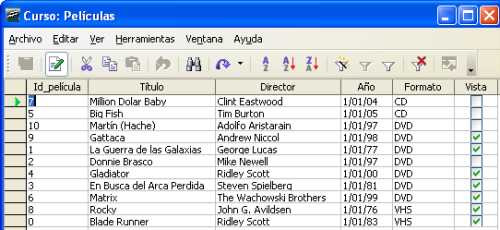 Curso: Películas
Archivo Editar Ver Herramientas Ventana Ayuda
Id_película Título Director Año Formato Vista
7 Million Dolar Baby Clint Eastwood 1/01/04 CD
5 Big Fish Tim Burton 1/01/05 CD
10 Martín (Hache) Adolfo Aristarain 1/01/97 DVD
9 Gattaca Andrew Niccol 1/01/98 DVD
1 La Guerra de las Galaxias George Lucas 1/01/77 DVD
2 Donnie Brasco Mike Newell 1/01/97 DVD
4 Gladiator Ridley Scott 1/01/00 DVD
3 En Busca del Arca Perdida Steven Spielberg 1/01/81 DVD
6 Matrix The Wachowski Brothers 1/01/99 DVD
8 Rocky John G. Avildsen 1/01/76 VHS
0 Blade Runner Ridley Scott 1/01/83 VHS